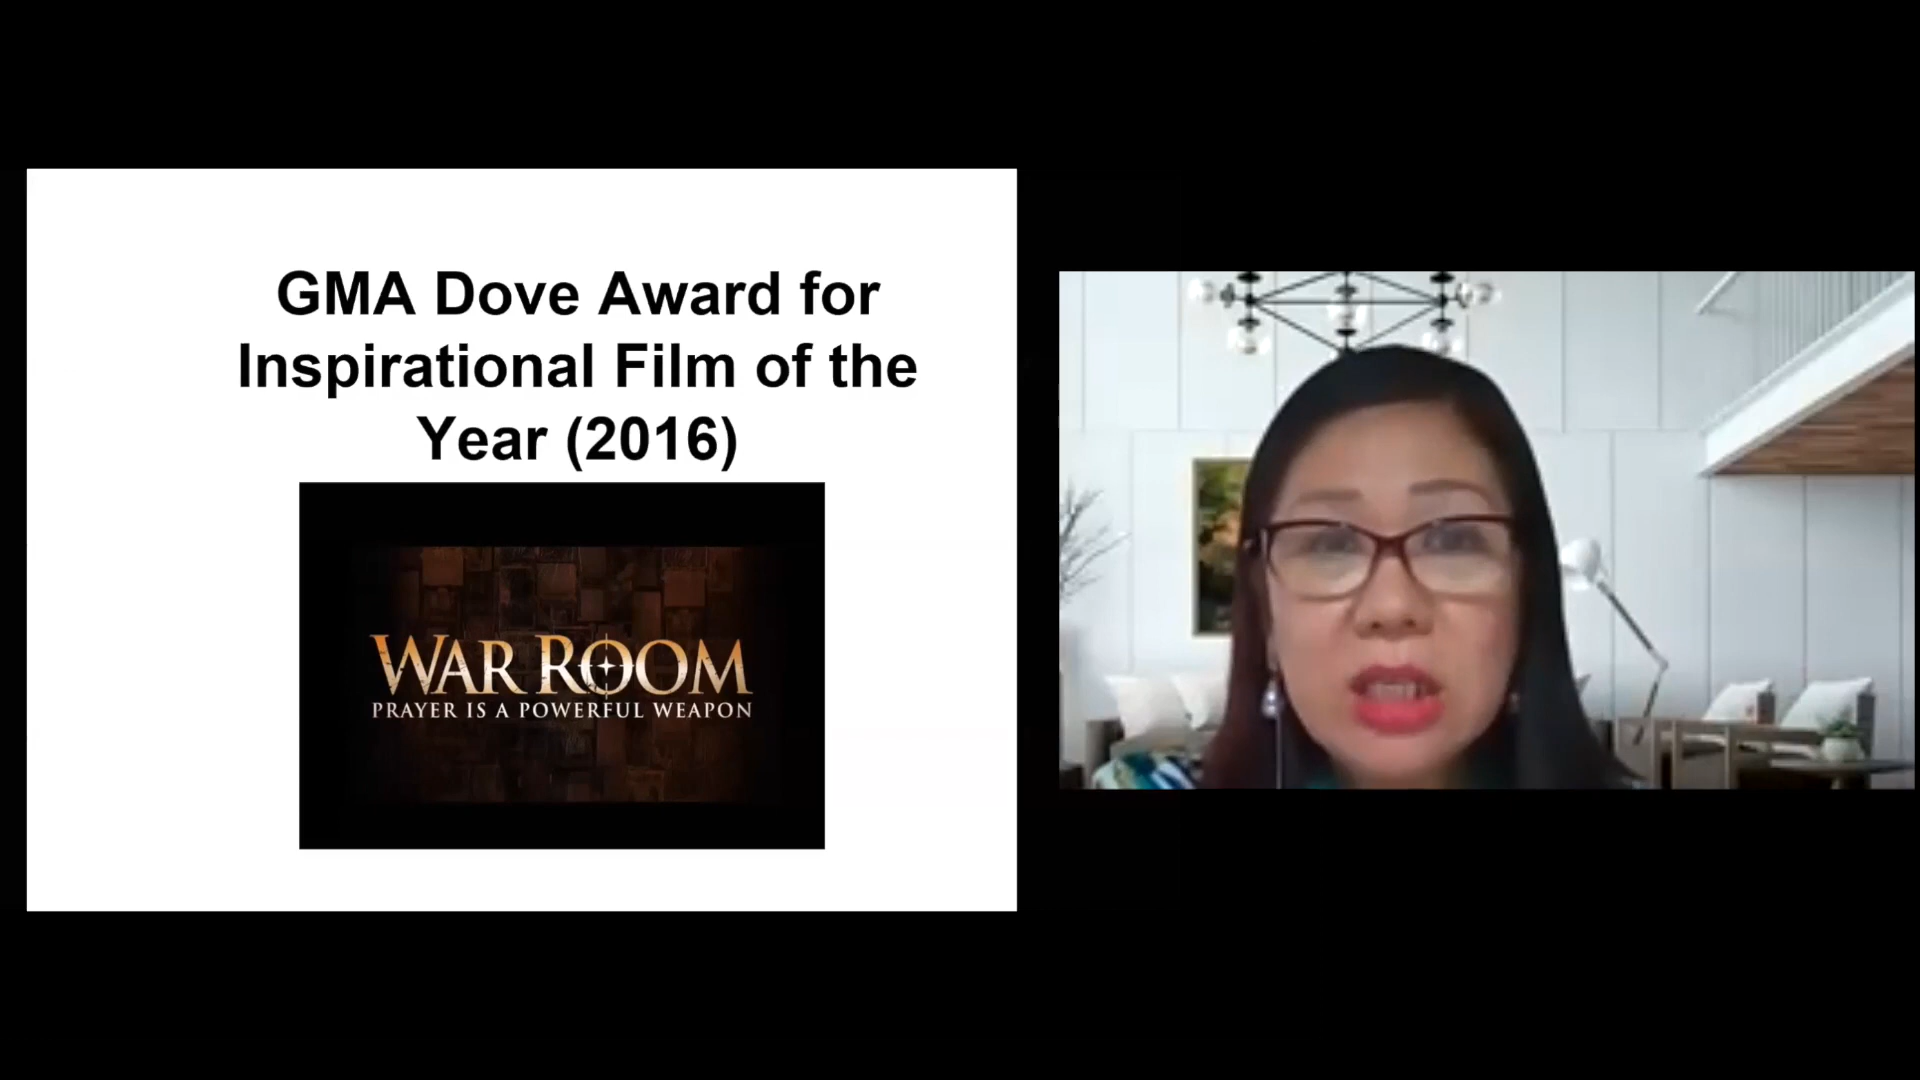 GMA Dove Award for
Inspirational Film of the
Year (2016)
WAR ROOM
PRAYER IS A POWERFUL WEAPON